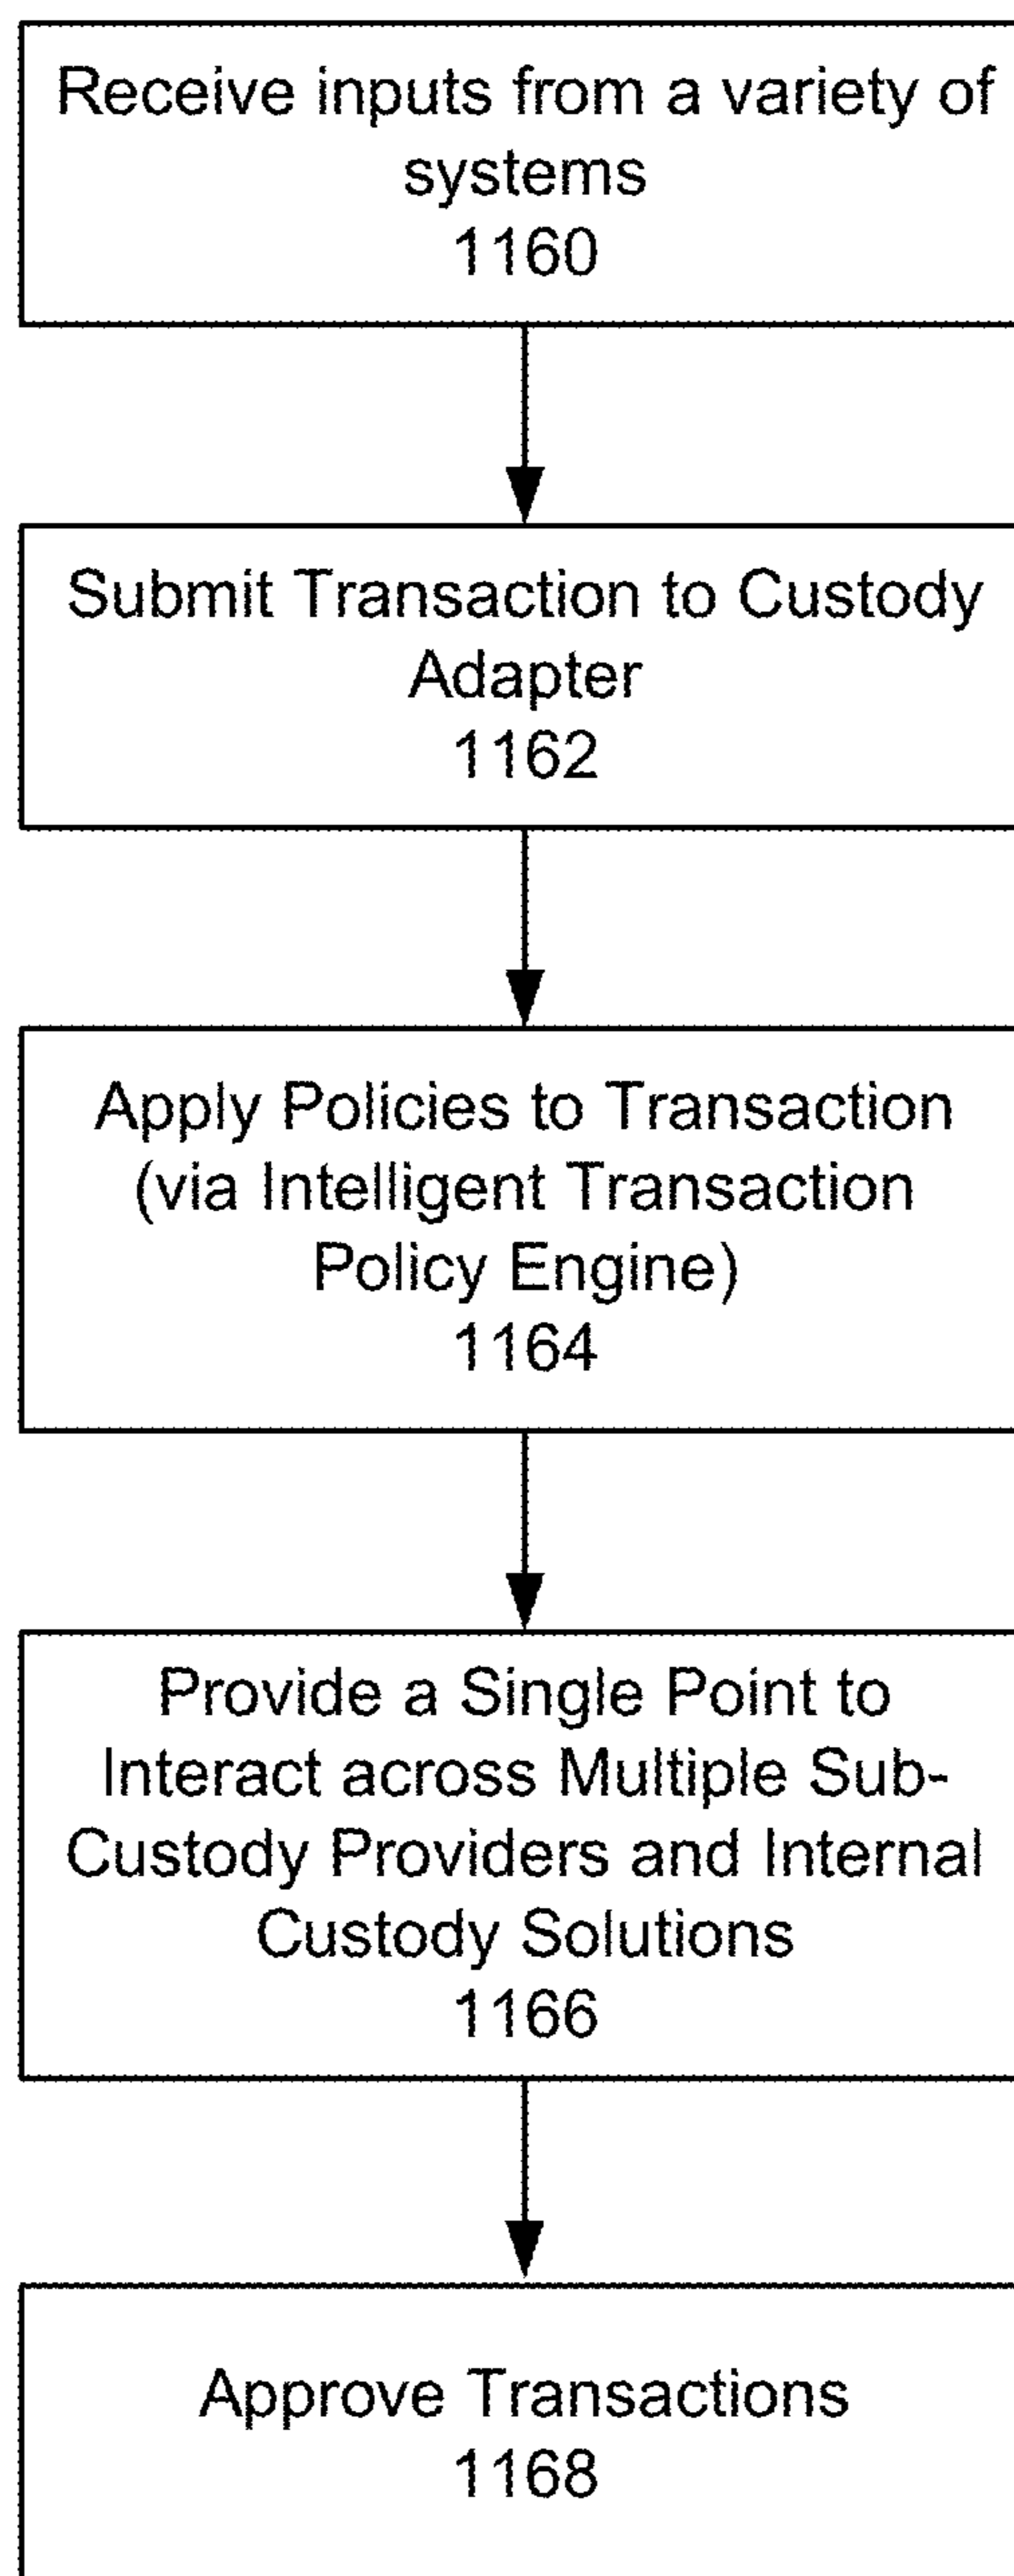 Receive inputs from a variety of
systems
1160
Submit Transaction to Custody
Adapter
1162
Apply Policies to Transaction
(via Intelligent Transaction
Policy Engine)
1164
Provide a Single Point to
Interact across Multiple Sub-
Custody Providers and Internal
Custody Solutions
1166
Approve Transactions
1168